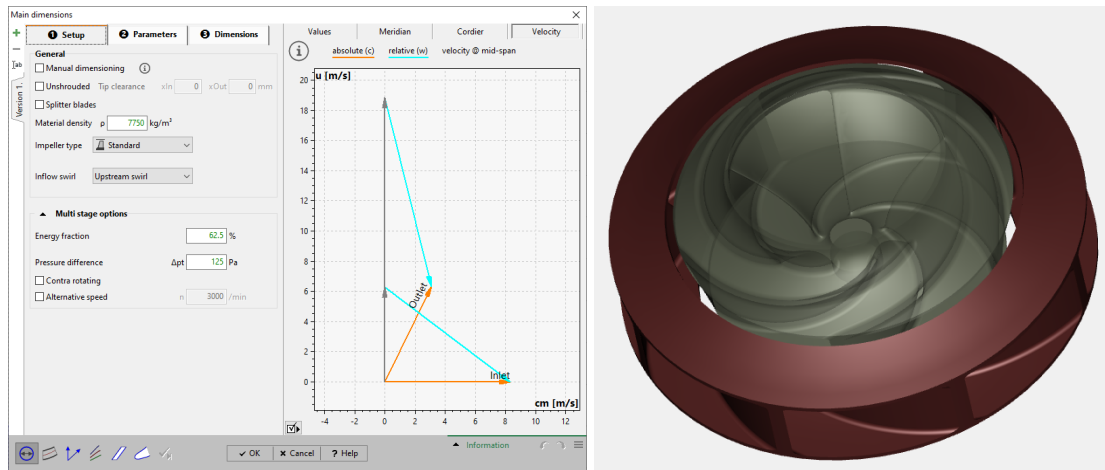 Main dimensions
1 Setup 2 Parameters 3 Dimensions
General
Manual dimensioning
Unshrouded Tip clearance xIn 0 xOut 0 mm
Splitter blades
Material density ρ 7750 kg/m³
Impeller type Standard
Inflow swirl Upstream swirl
Multi stage options
Energy fraction 62.5 %
Pressure difference Δpt 125 Pa
Contra rotating
Alternative speed n 3000 /min
Version 1.
Values Meridian Cordier Velocity
absolute (c) relative (w) velocity @ mid-span
u [m/s]
20
18
16
14
12
10
8
6
4
2
0
Outlet
Inlet
cm [m/s]
-4 -2 0 2 4 6 8 10 12
Information
OK Cancel ? Help